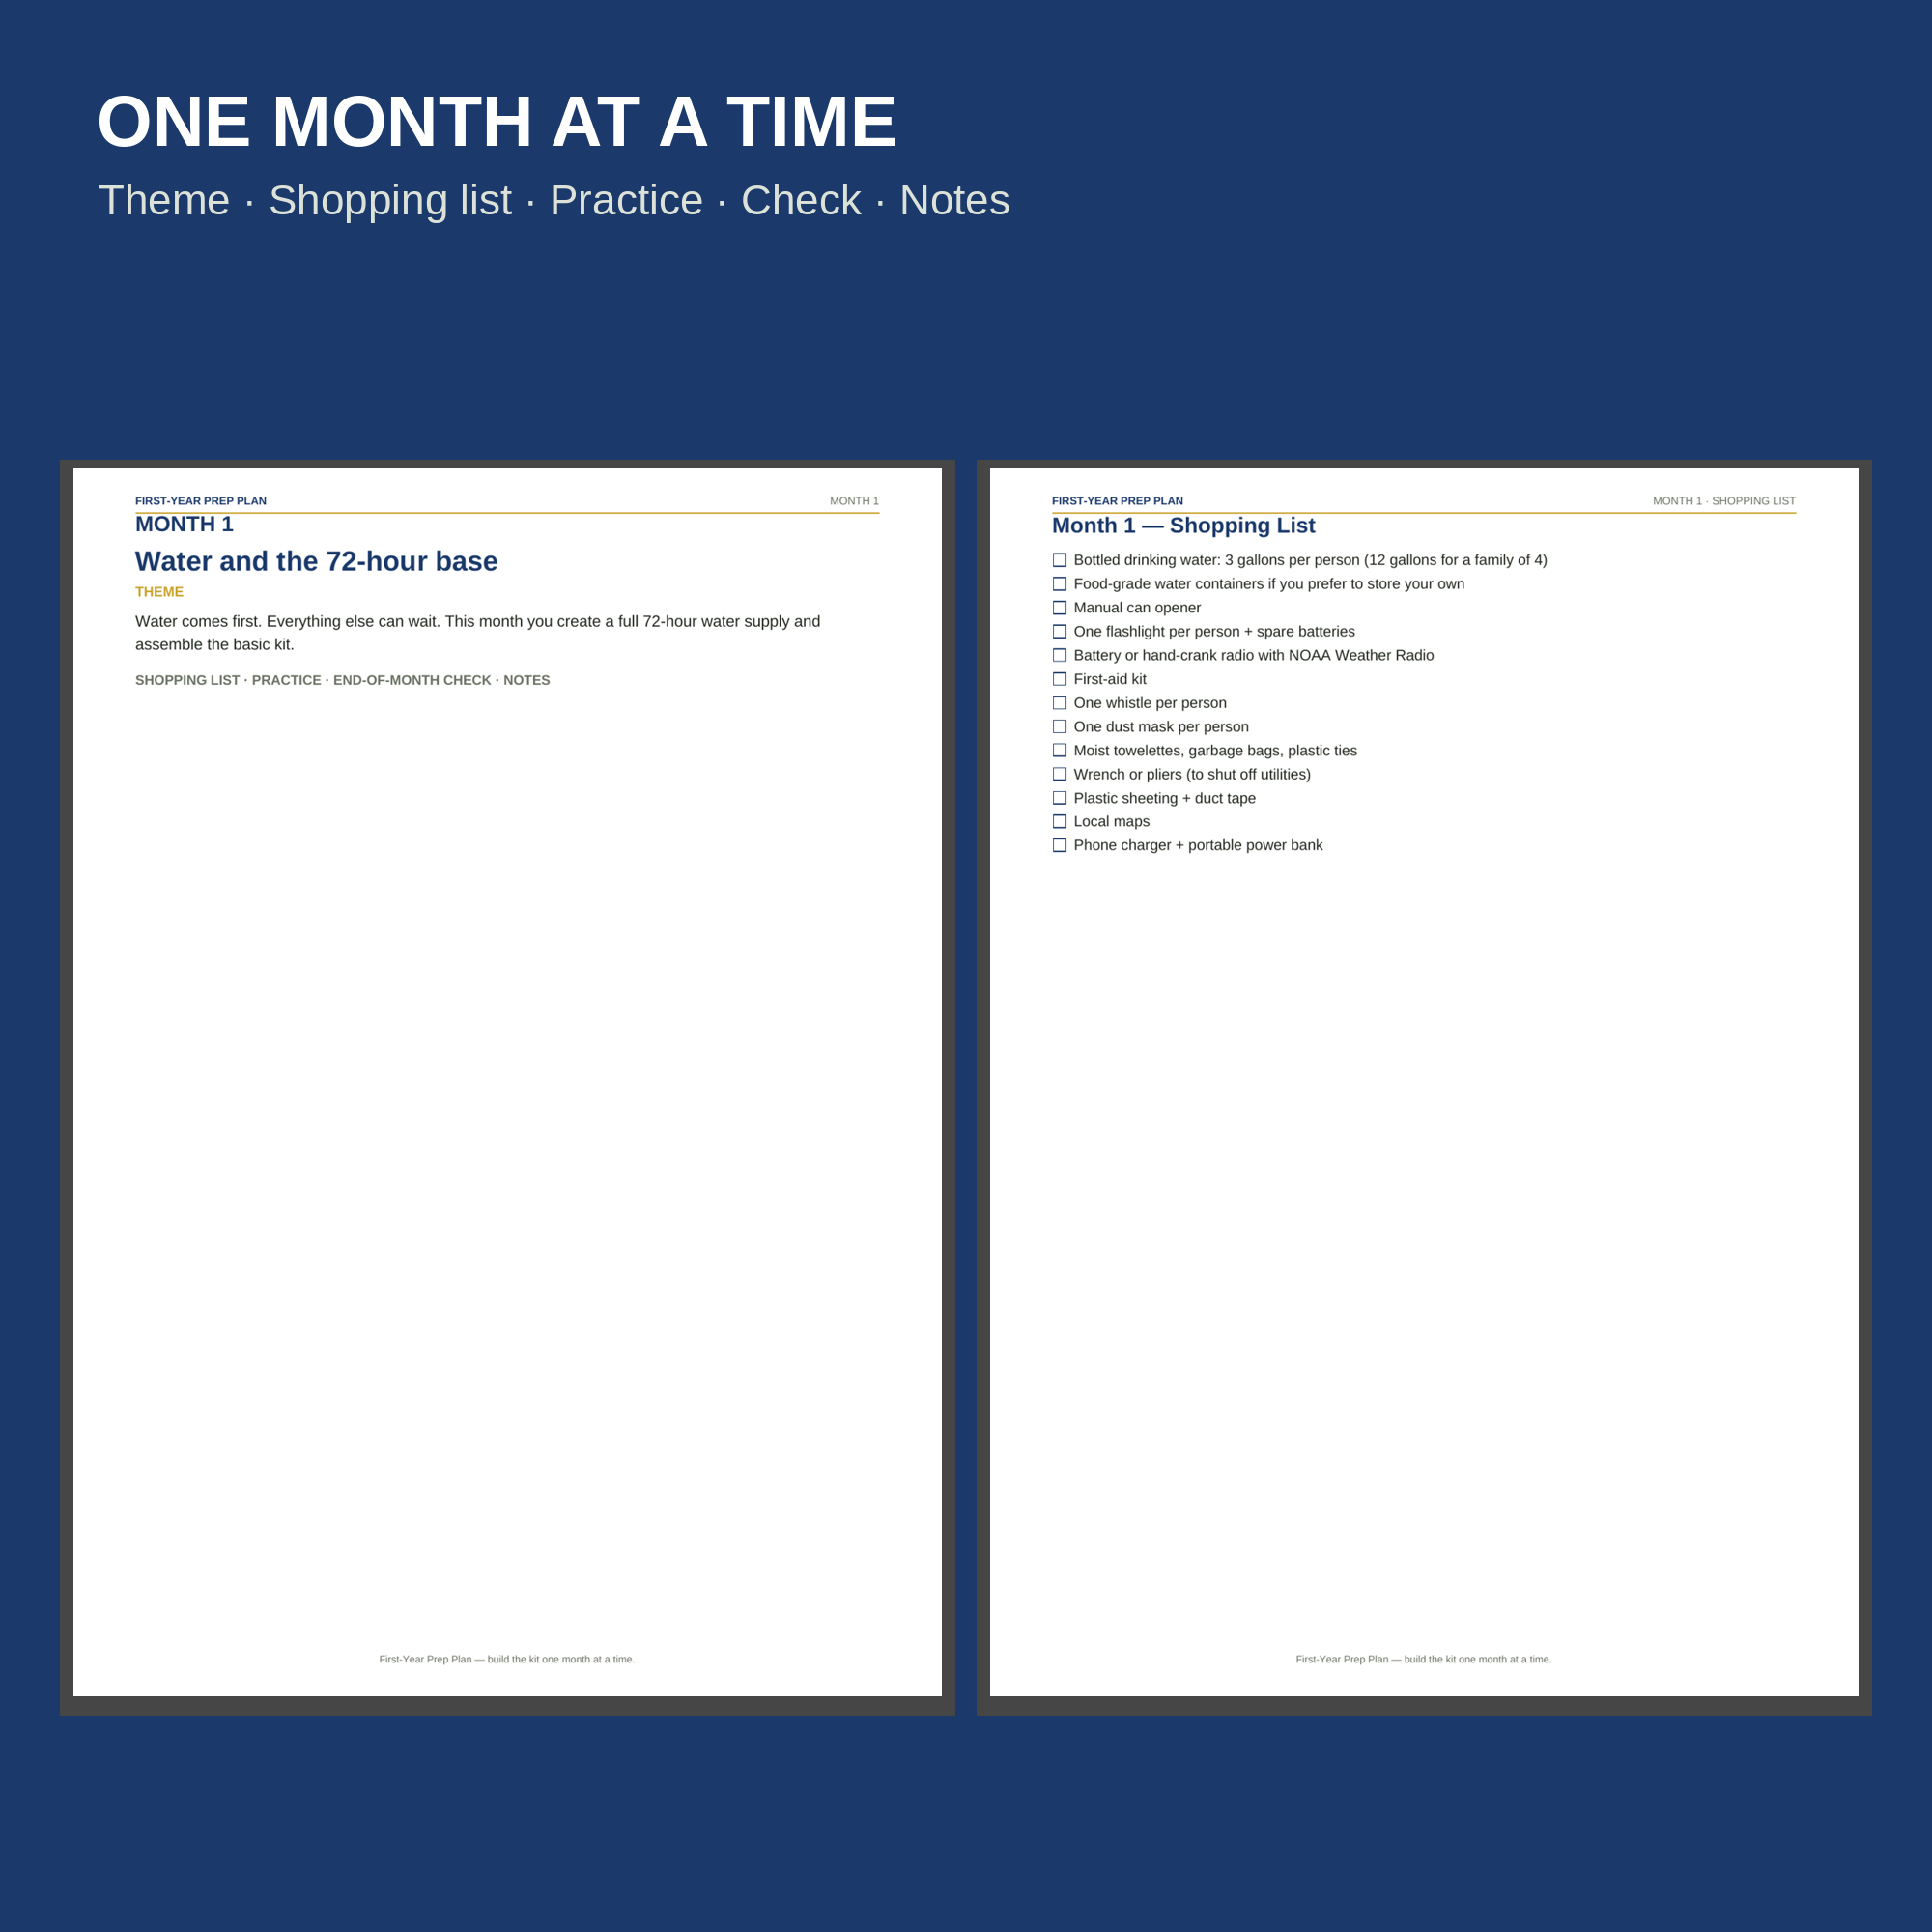 ONE MONTH AT A TIME
Theme · Shopping list · Practice · Check · Notes
FIRST-YEAR PREP PLAN
MONTH 1
MONTH 1
Water and the 72-hour base
THEME
Water comes first. Everything else can wait. This month you create a full 72-hour water supply and
assemble the basic kit.
SHOPPING LIST · PRACTICE · END-OF-MONTH CHECK · NOTES
First-Year Prep Plan — build the kit one month at a time.
FIRST-YEAR PREP PLAN
MONTH 1 · SHOPPING LIST
Month 1 — Shopping List
☐ Bottled drinking water: 3 gallons per person (12 gallons for a family of 4)
☐ Food-grade water containers if you prefer to store your own
☐ Manual can opener
☐ One flashlight per person + spare batteries
☐ Battery or hand-crank radio with NOAA Weather Radio
☐ First-aid kit
☐ One whistle per person
☐ One dust mask per person
☐ Moist towelettes, garbage bags, plastic ties
☐ Wrench or pliers (to shut off utilities)
☐ Plastic sheeting + duct tape
☐ Local maps
☐ Phone charger + portable power bank
First-Year Prep Plan — build the kit one month at a time.